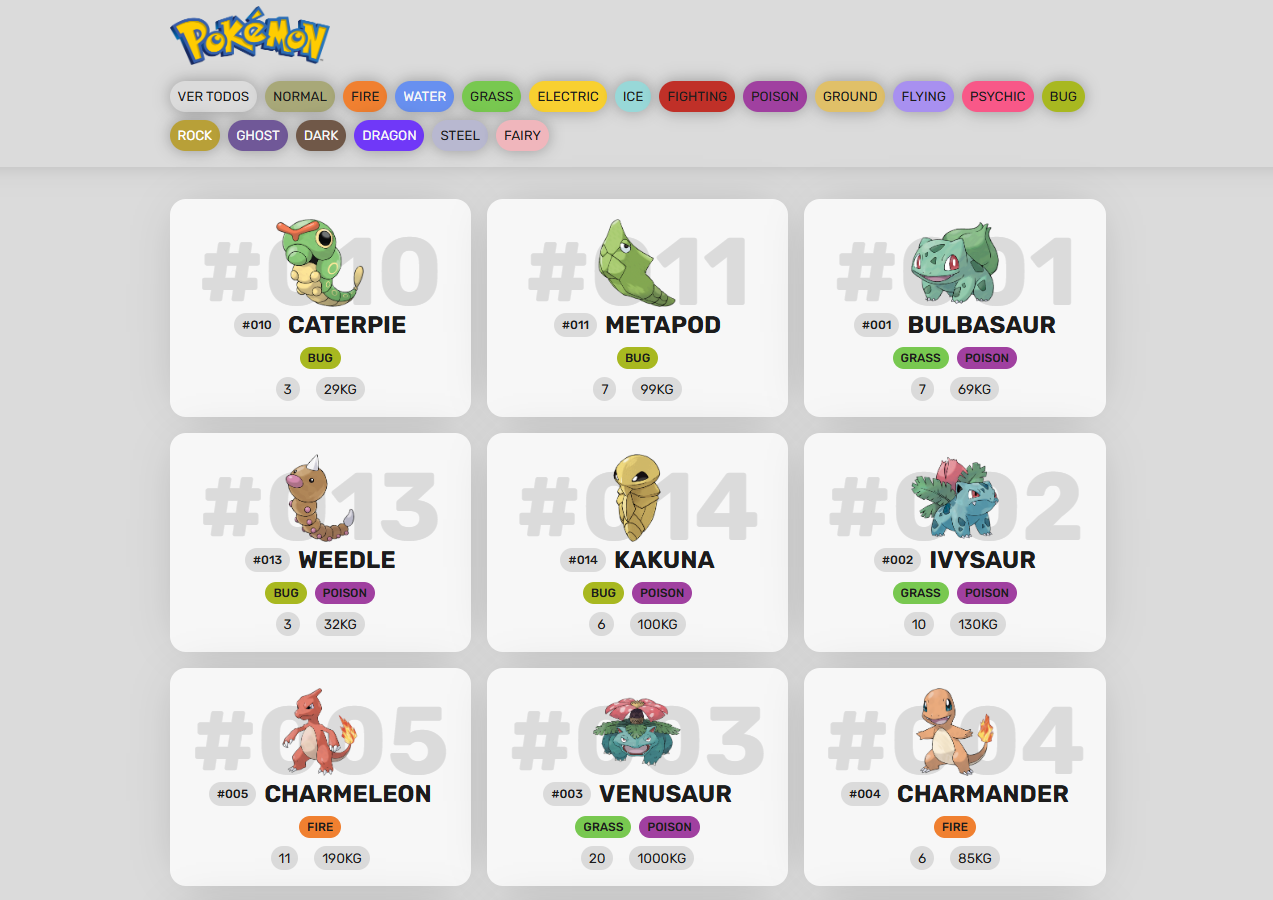 POKéMON
VER TODOS NORMAL FIRE WATER GRASS ELECTRIC ICE FIGHTING POISON GROUND FLYING PSYCHIC BUG
ROCK GHOST DARK DRAGON STEEL FAIRY
#010
#010 CATERPIE
BUG
3 29KG
#011
#011 METAPOD
BUG
7 99KG
#001
#001 BULBASAUR
GRASS POISON
7 69KG
#013
#013 WEEDLE
BUG POISON
3 32KG
#014
#014 KAKUNA
BUG POISON
6 100KG
#002
#002 IVYSAUR
GRASS POISON
10 130KG
#005
#005 CHARMELEON
FIRE
11 190KG
#003
#003 VENUSAUR
GRASS POISON
20 1000KG
#004
#004 CHARMANDER
FIRE
6 85KG